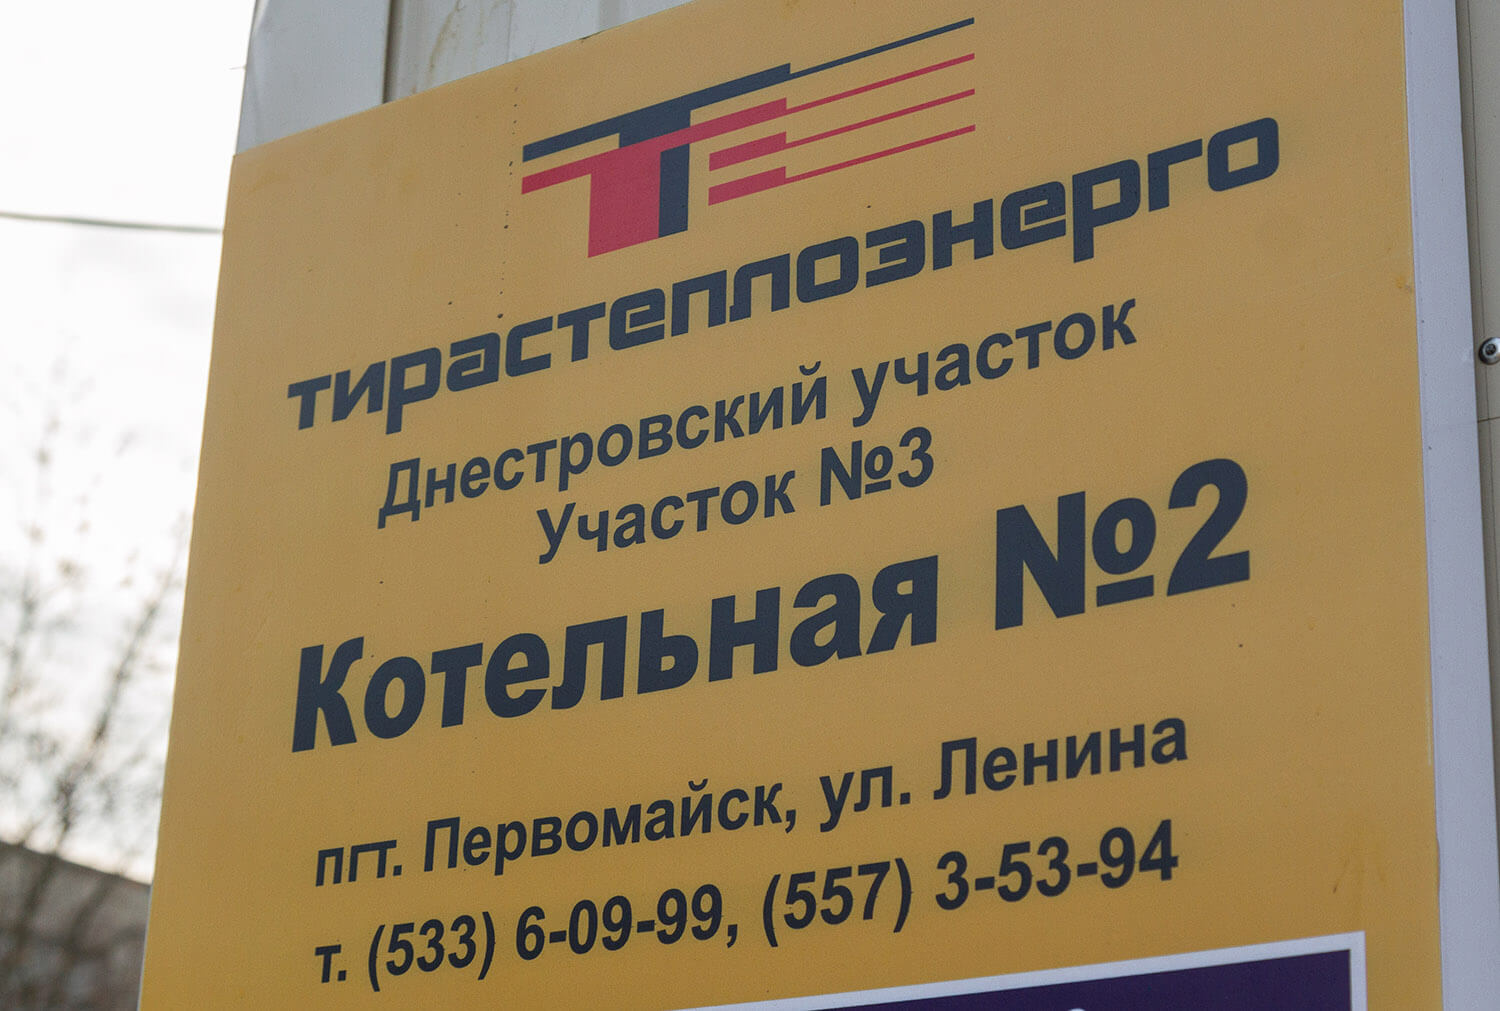 тирастеплоэнерго
Днестровский участок
Участок №3
Котельная №2
пгт. Первомайск, ул. Ленина
т. (533) 6-09-99, (557) 3-53-94